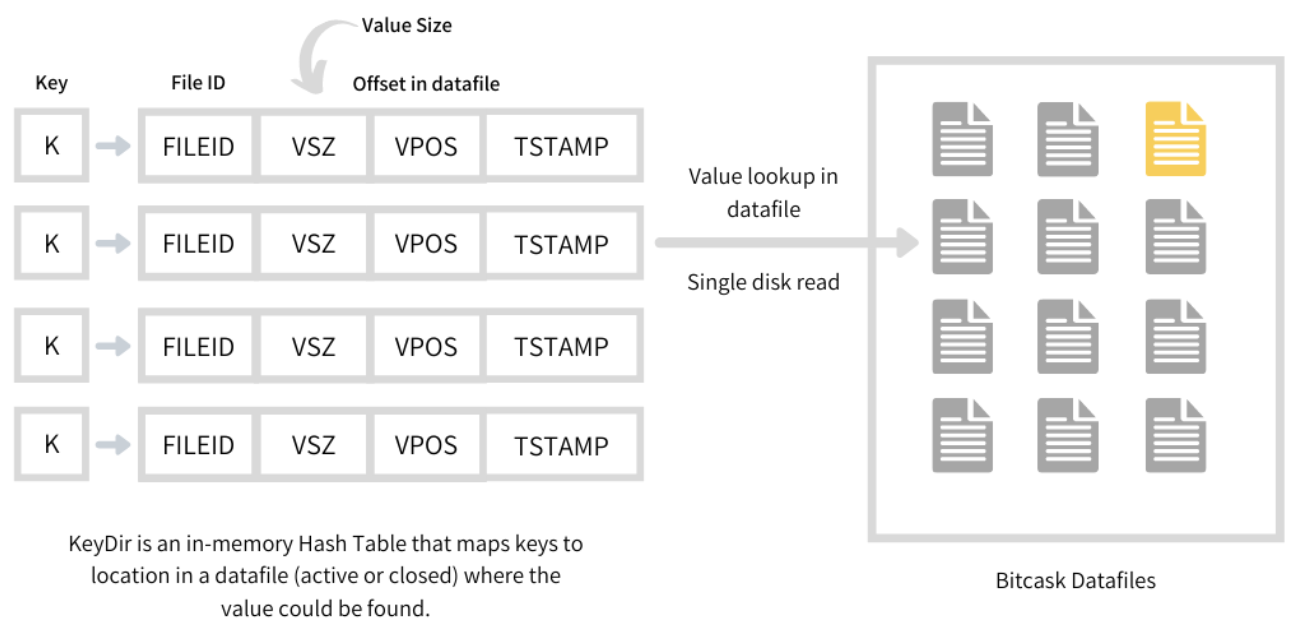 Value Size
Key
File ID
Offset in datafile
K
FILEID
VSZ
VPOS
TSTAMP
K
FILEID
VSZ
VPOS
TSTAMP
K
FILEID
VSZ
VPOS
TSTAMP
K
FILEID
VSZ
VPOS
TSTAMP
KeyDir is an in-memory Hash Table that maps keys to
location in a datafile (active or closed) where the
value could be found.
Value lookup in
datafile
Single disk read
Bitcask Datafiles